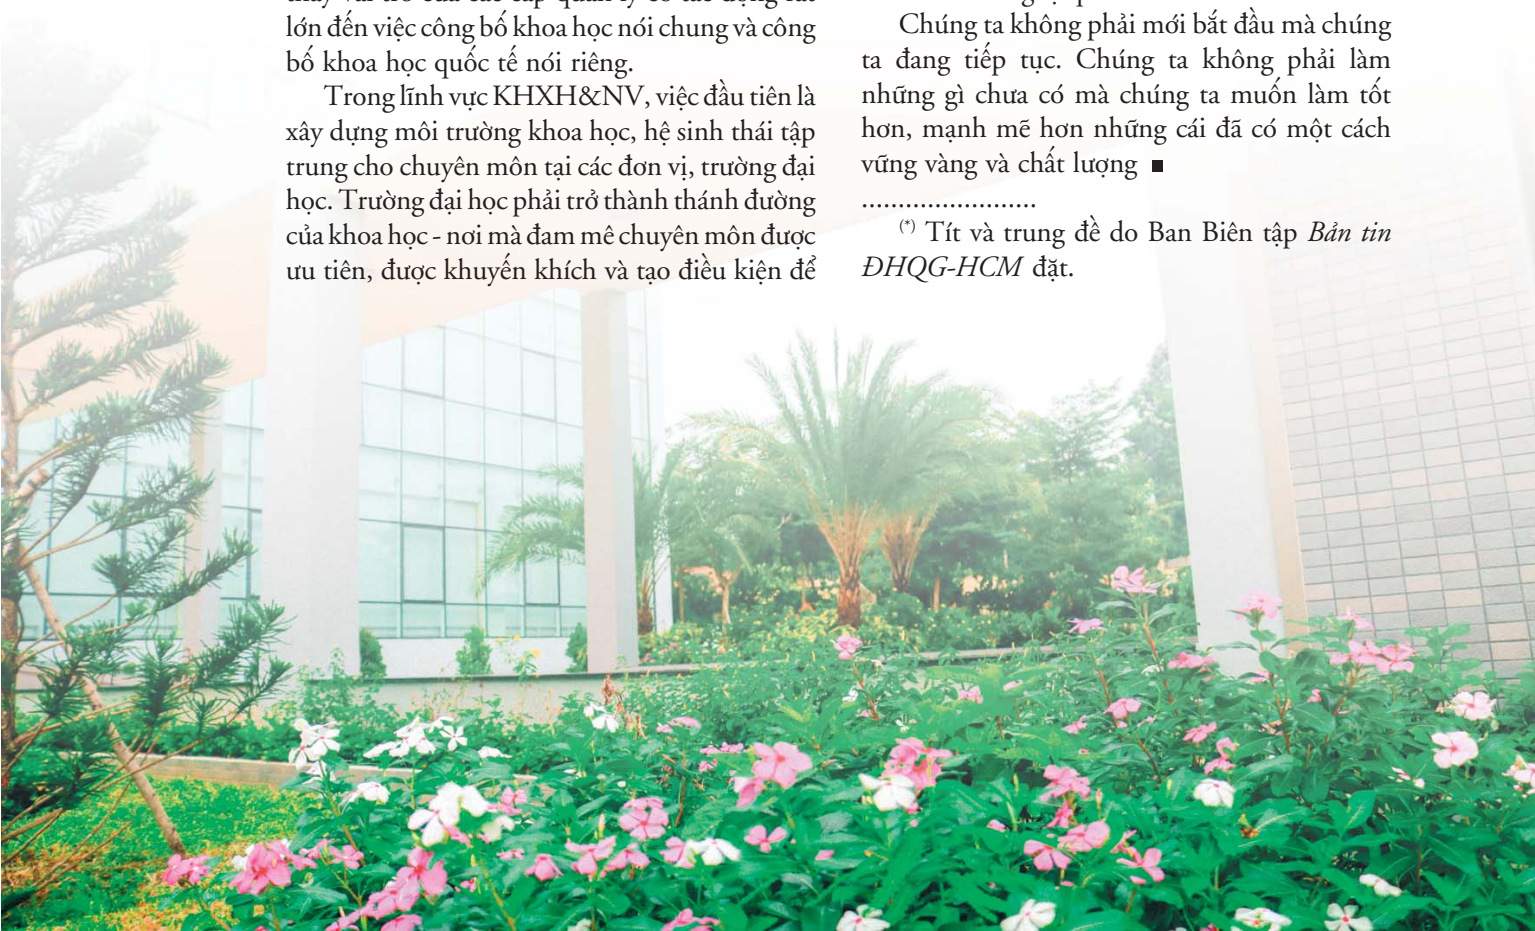 lớn đến việc công bố khoa học nói chung và công
bố khoa học quốc tế nói riêng.
Trong lĩnh vực KHXH&NV, việc đầu tiên là
xây dựng môi trường khoa học, hệ sinh thái tập
trung cho chuyên môn tại các đơn vị, trường đại
học. Trường đại học phải trở thành thánh đường
của khoa học - nơi mà đam mê chuyên môn được
ưu tiên, được khuyến khích và tạo điều kiện để
Chúng ta không phải mới bắt đầu mà chúng
ta đang tiếp tục. Chúng ta không phải làm
những gì chưa có mà chúng ta muốn làm tốt
hơn, mạnh mẽ hơn những cái đã có một cách
vững vàng và chất lượng ■
........................
(*) Tít và trung đề do Ban Biên tập Bản tin
ĐHQG-HCM đặt.